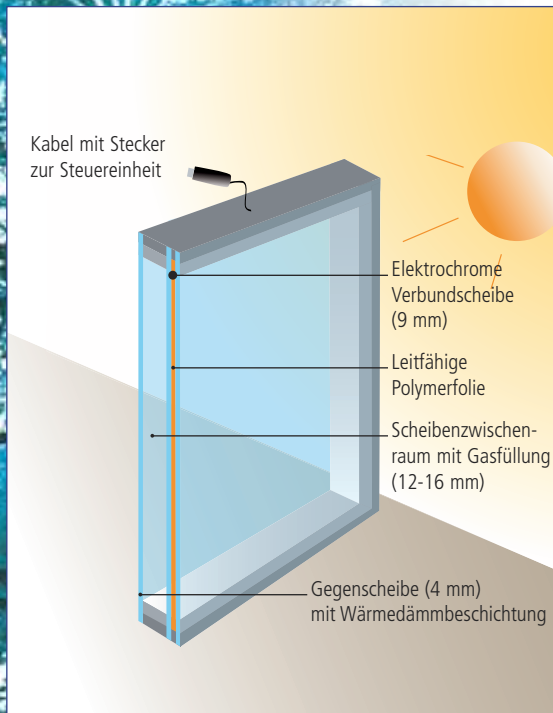 Kabel mit Stecker
zur Steuereinheit
Elektrochrome
Verbundscheibe
(9 mm)
Leitfähige
Polymerfolie
Scheibenzwischen-
raum mit Gasfüllung
(12-16 mm)
Gegenscheibe (4 mm)
mit Wärmedämmbeschichtung